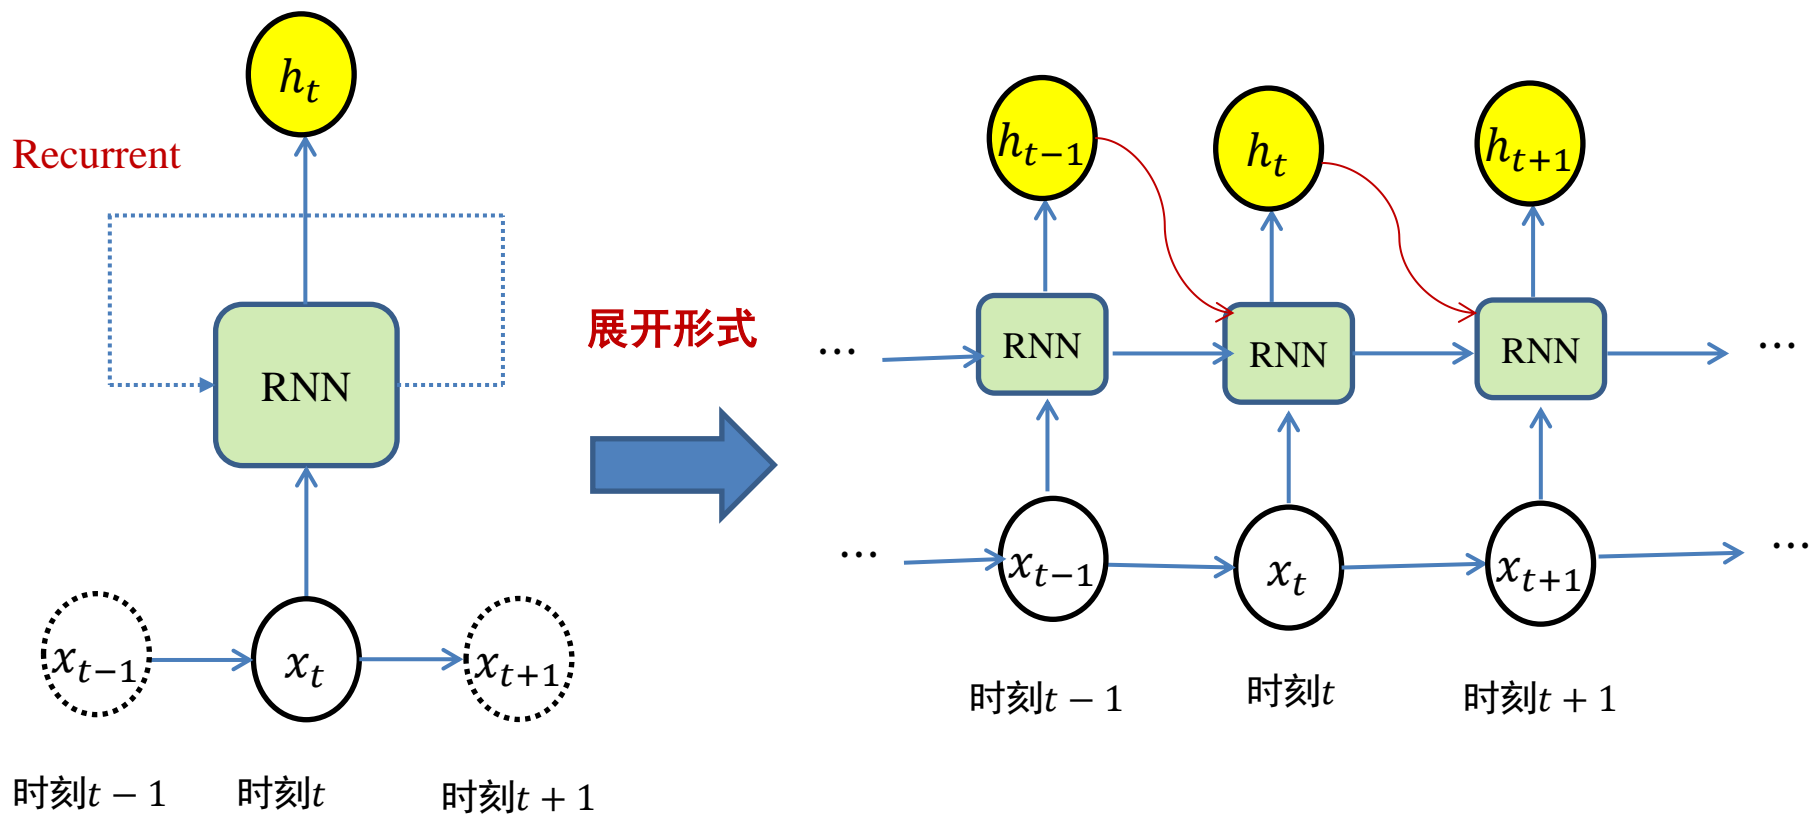 h_t
Recurrent
RNN
x_{t−1}
x_t
x_{t+1}
时刻t − 1
时刻t
时刻t + 1
展开形式
h_{t−1}
h_t
h_{t+1}
…
RNN
RNN
RNN
…
…
x_{t−1}
x_t
x_{t+1}
…
时刻t − 1
时刻t
时刻t + 1